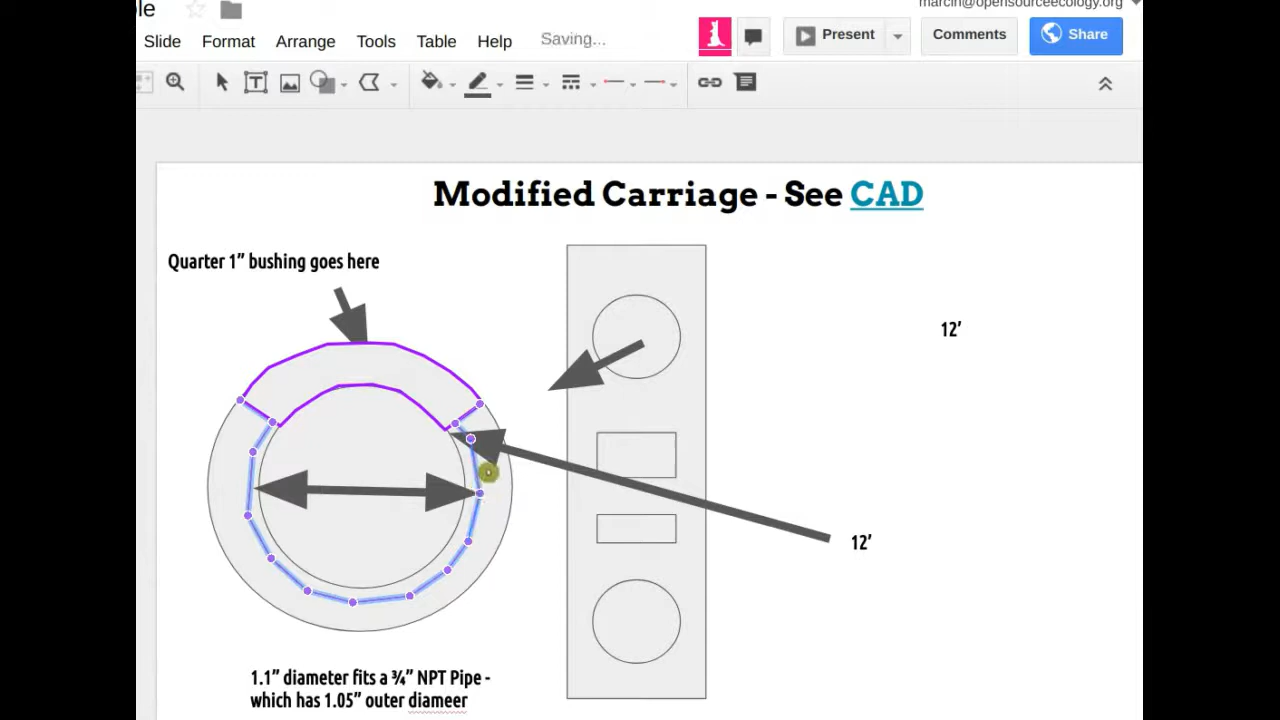 le
marcin@opensourceecology.org
Slide Format Arrange Tools Table Help Saving... Present Comments Share
Modified Carriage - See CAD
Quarter 1” bushing goes here
12’
12’
1.1” diameter fits a ¾” NPT Pipe -
which has 1.05” outer diameer